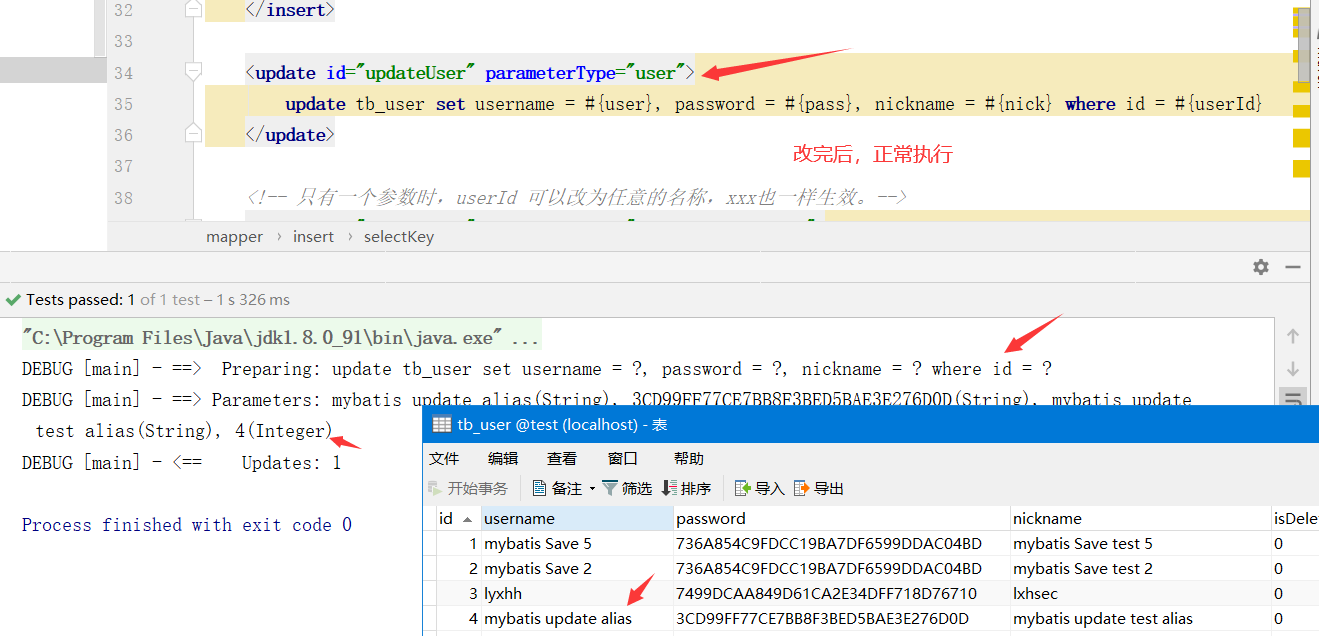 32 </insert>
33
34 <update id="updateUser" parameterType="user">
35 update tb_user set username = #{user}, password = #{pass}, nickname = #{nick} where id = #{userId}
36 </update>
改完后，正常执行
37
38 <!-- 只有一个参数时，userId 可以改为任意的名称，xxx也一样生效。-->
mapper › insert › selectKey
Tests passed: 1 of 1 test – 1 s 326 ms
"C:\Program Files\Java\jdk1.8.0_91\bin\java.exe" ...
DEBUG [main] - ==>  Preparing: update tb_user set username = ?, password = ?, nickname = ? where id = ?
DEBUG [main] - ==> Parameters: mybatis update alias(String), 3CD99FF77CE7BB8F3BED5BAE3E276D0D(String), mybatis update
test alias(String), 4(Integer)
DEBUG [main] - <==    Updates: 1
Process finished with exit code 0
tb_user @test (localhost) - 表
文件 编辑 查看 窗口 帮助
开始事务 备注 筛选 排序 导入 导出
id username password nickname isDele
1 mybatis Save 5 736A854C9FDCC19BA7DF6599DDAC04BD mybatis Save test 5 0
2 mybatis Save 2 736A854C9FDCC19BA7DF6599DDAC04BD mybatis Save test 2 0
3 lyxhh 7499DCAA849D61CA2E34DFF718D76710 lxhsec 0
4 mybatis update alias 3CD99FF77CE7BB8F3BED5BAE3E276D0D mybatis update test alias 0